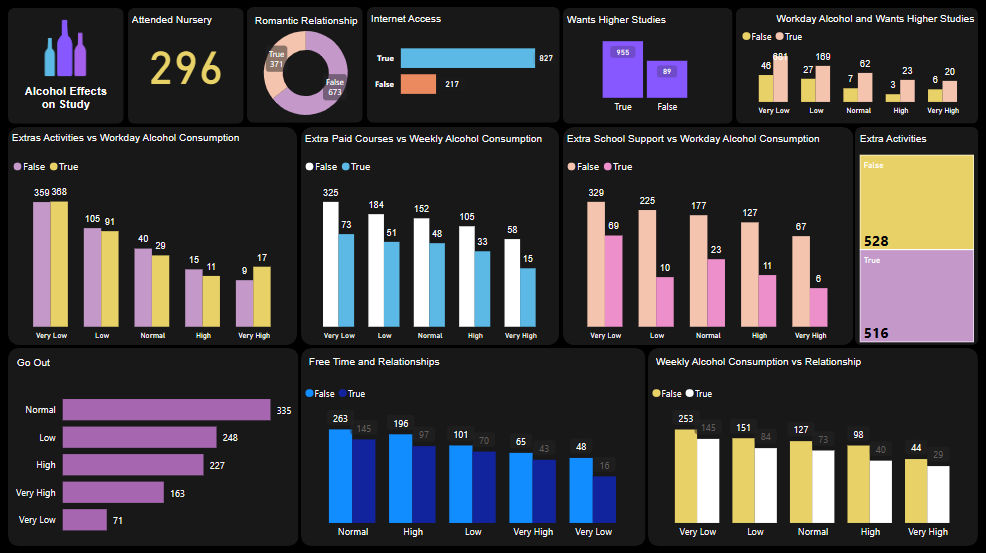 Alcohol Effects
on Study
Attended Nursery
296
Romantic Relationship
True
371
False
673
Internet Access
True 827
False 217
Wants Higher Studies
955 89
True False
Workday Alcohol and Wants Higher Studies
False True
46 681 27 169 7 62 3 23 6 20
Very Low Low Normal High Very High
Extras Activities vs Workday Alcohol Consumption
False True
359 368 105 91 40 29 15 11 9 17
Very Low Low Normal High Very High
Extra Paid Courses vs Weekly Alcohol Consumption
False True
325 73 184 51 152 48 105 33 58 15
Very Low Low Normal High Very High
Extra School Support vs Workday Alcohol Consumption
False True
329 69 225 10 177 23 127 11 67 6
Very Low Low Normal High Very High
Extra Activities
False
528
True
516
Go Out
Normal 335
Low 248
High 227
Very High 163
Very Low 71
Free Time and Relationships
False True
263 145 196 97 101 70 65 43 48 16
Normal High Low Very High Very Low
Weekly Alcohol Consumption vs Relationship
False True
253 145 151 84 127 73 98 40 44 29
Very Low Low Normal High Very High